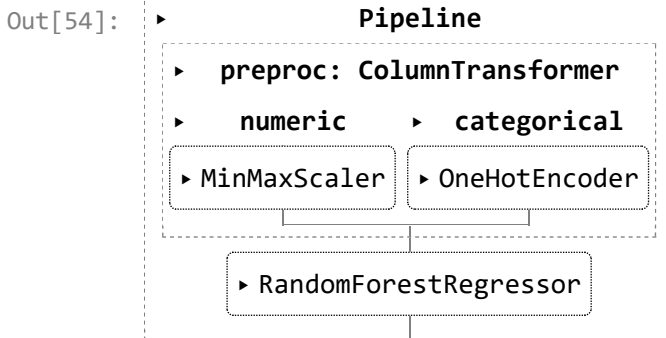 Out[54]: ▸ Pipeline
▸ preproc: ColumnTransformer
▸ numeric ▸ categorical
▸ MinMaxScaler ▸ OneHotEncoder
▸ RandomForestRegressor